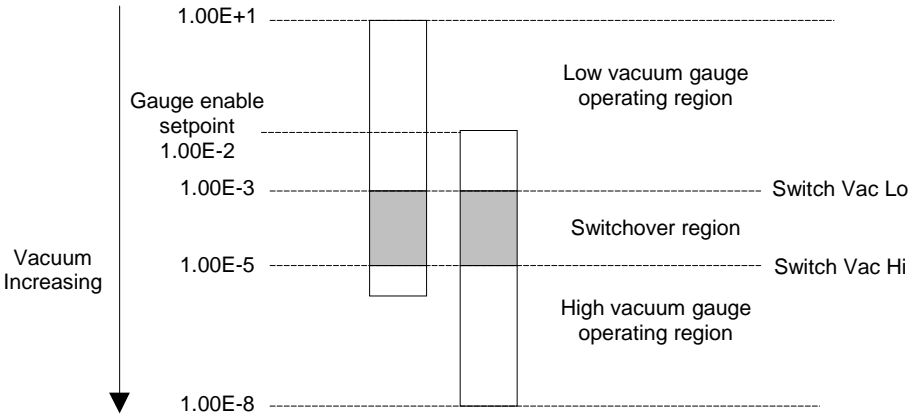 1.00E+1
Low vacuum gauge
operating region
Gauge enable
setpoint
1.00E-2
1.00E-3
Switch Vac Lo
Switchover region
Vacuum
Increasing
1.00E-5
Switch Vac Hi
High vacuum gauge
operating region
1.00E-8